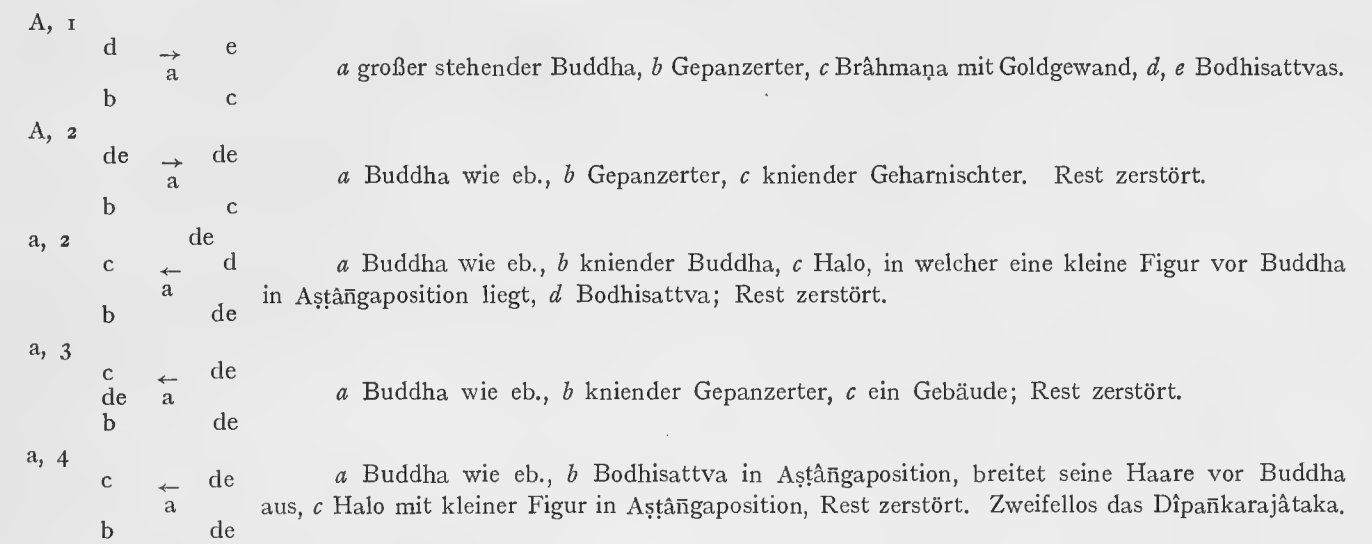 A, 1
d → e
a
a großer stehender Buddha, b Gepanzerter, c Brâhmaṇa mit Goldgewand, d, e Bodhisattvas.
b c
A, 2
de → de
a
a Buddha wie eb., b Gepanzerter, c kniender Geharnischter. Rest zerstört.
b c
a, 2
de
c ← d
a
a Buddha wie eb., b kniender Buddha, c Halo, in welcher eine kleine Figur vor Buddha
in Aṣṭâñgaposition liegt, d Bodhisattva; Rest zerstört.
b de
a, 3
c ← de
de a
a Buddha wie eb., b kniender Gepanzerter, c ein Gebäude; Rest zerstört.
b de
a, 4
c ← de
a
a Buddha wie eb., b Bodhisattva in Aṣṭâñgaposition, breitet seine Haare vor Buddha
aus, c Halo mit kleiner Figur in Aṣṭâñgaposition, Rest zerstört. Zweifellos das Dîpañkarajâtaka.
b de